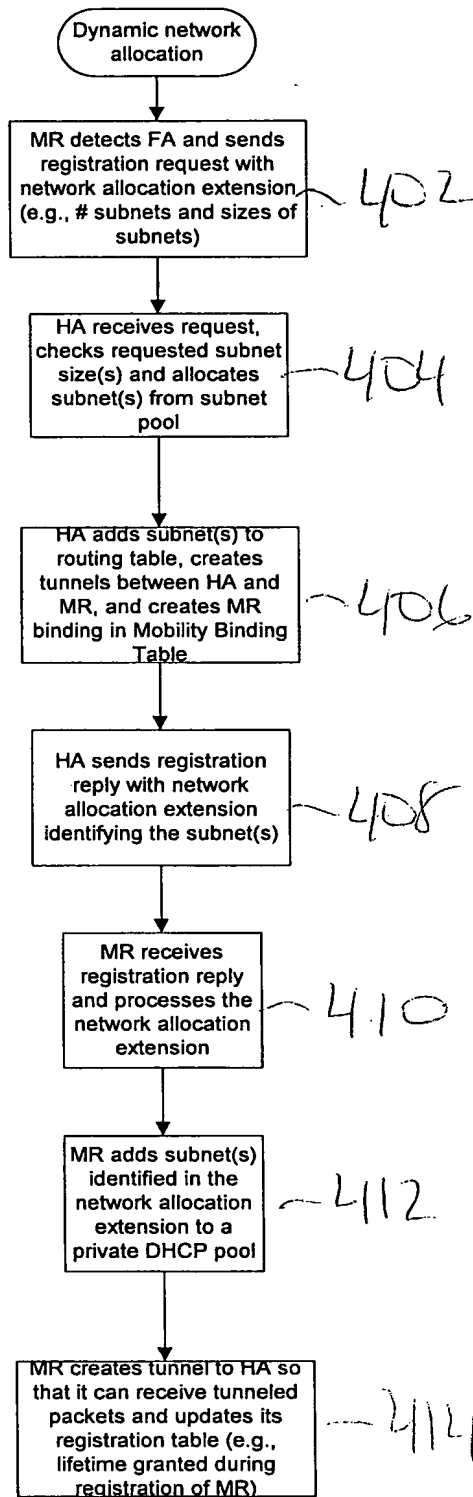 Dynamic network
allocation
MR detects FA and sends
registration request with
network allocation extension
(e.g., # subnets and sizes of
subnets)
402
HA receives request,
checks requested subnet
size(s) and allocates
subnet(s) from subnet
pool
404
HA adds subnet(s) to
routing table, creates
tunnels between HA and
MR, and creates MR
binding in Mobility Binding
Table
406
HA sends registration
reply with network
allocation extension
identifying the subnet(s)
408
MR receives
registration reply
and processes the
network allocation
extension
410
MR adds subnet(s)
identified in the
network allocation
extension to a
private DHCP pool
412
MR creates tunnel to HA so
that it can receive tunneled
packets and updates its
registration table (e.g.,
lifetime granted during
registration of MR)
414